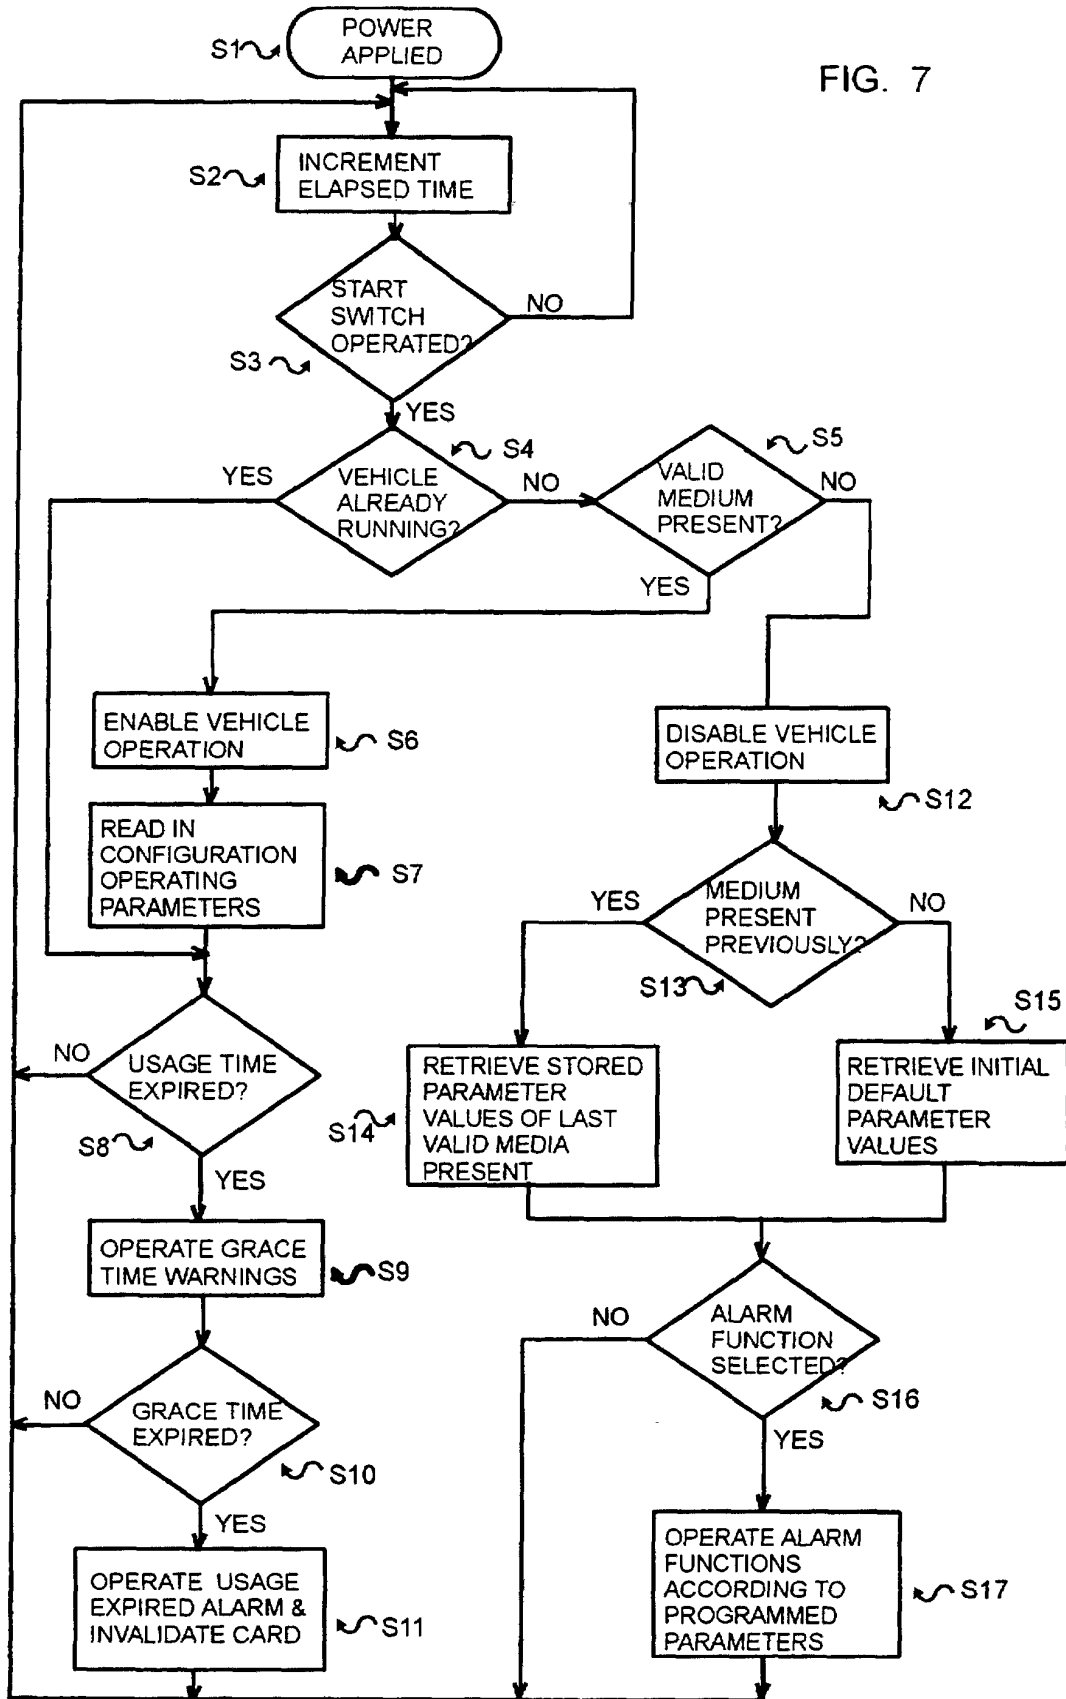 POWER
APPLIED
S1
FIG. 7
INCREMENT
ELAPSED TIME
S2
START
SWITCH
OPERATED?
NO
S3
YES
S4
S5
YES
VEHICLE
ALREADY
RUNNING?
NO
VALID
MEDIUM
PRESENT?
NO
YES
ENABLE VEHICLE
OPERATION
S6
DISABLE VEHICLE
OPERATION
S12
READ IN
CONFIGURATION
OPERATING
PARAMETERS
S7
YES
MEDIUM
PRESENT
PREVIOUSLY?
NO
S13
S15
NO
USAGE TIME
EXPIRED?
S8
YES
RETRIEVE STORED
PARAMETER
VALUES OF LAST
VALID MEDIA
PRESENT
S14
RETRIEVE INITIAL
DEFAULT
PARAMETER
VALUES
OPERATE GRACE
TIME WARNINGS
S9
NO
ALARM
FUNCTION
SELECTED?
S16
YES
NO
GRACE TIME
EXPIRED?
S10
YES
OPERATE USAGE
EXPIRED ALARM &
INVALIDATE CARD
S11
OPERATE ALARM
FUNCTIONS
ACCORDING TO
PROGRAMMED
PARAMETERS
S17